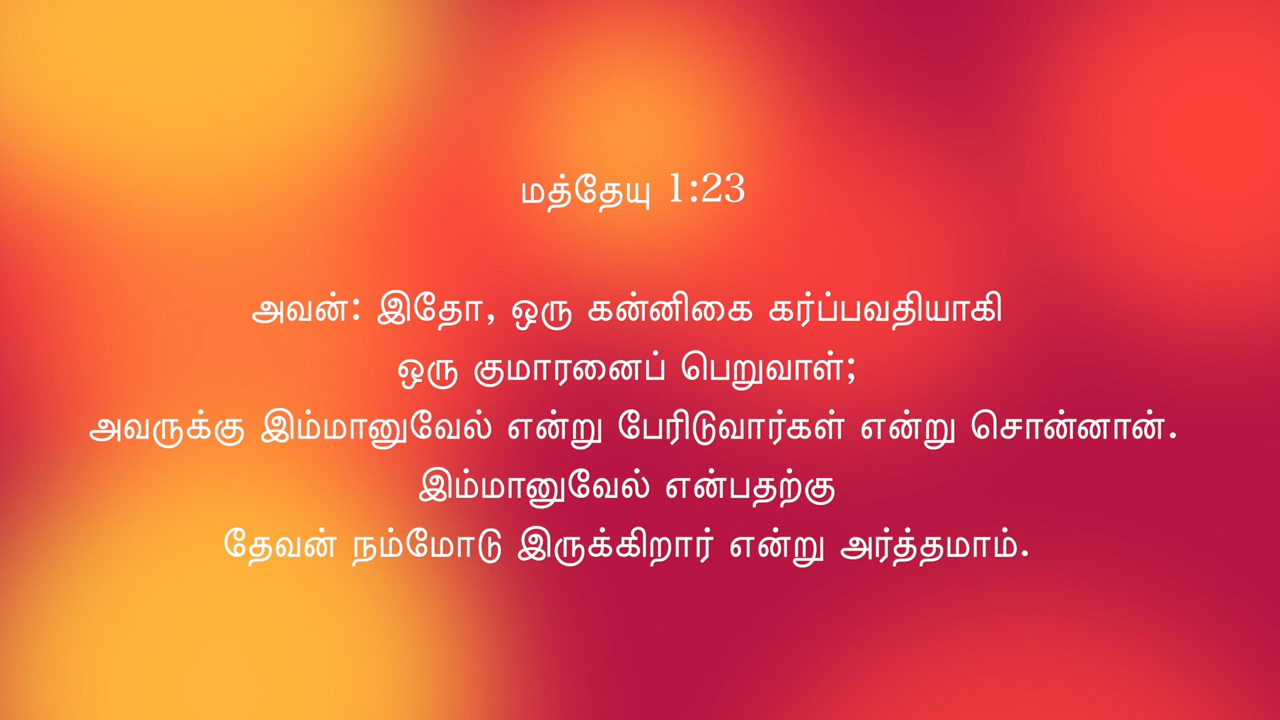 மத்தேயு 1:23
அவன்: இதோ, ஒரு கன்னிகை கர்ப்பவதியாகி
ஒரு குமாரனைப் பெறுவாள்;
அவருக்கு இம்மானுவேல் என்று பேரிடுவார்கள் என்று சொன்னான்.
இம்மானுவேல் என்பதற்கு
தேவன் நம்மோடு இருக்கிறார் என்று அர்த்தமாம்.